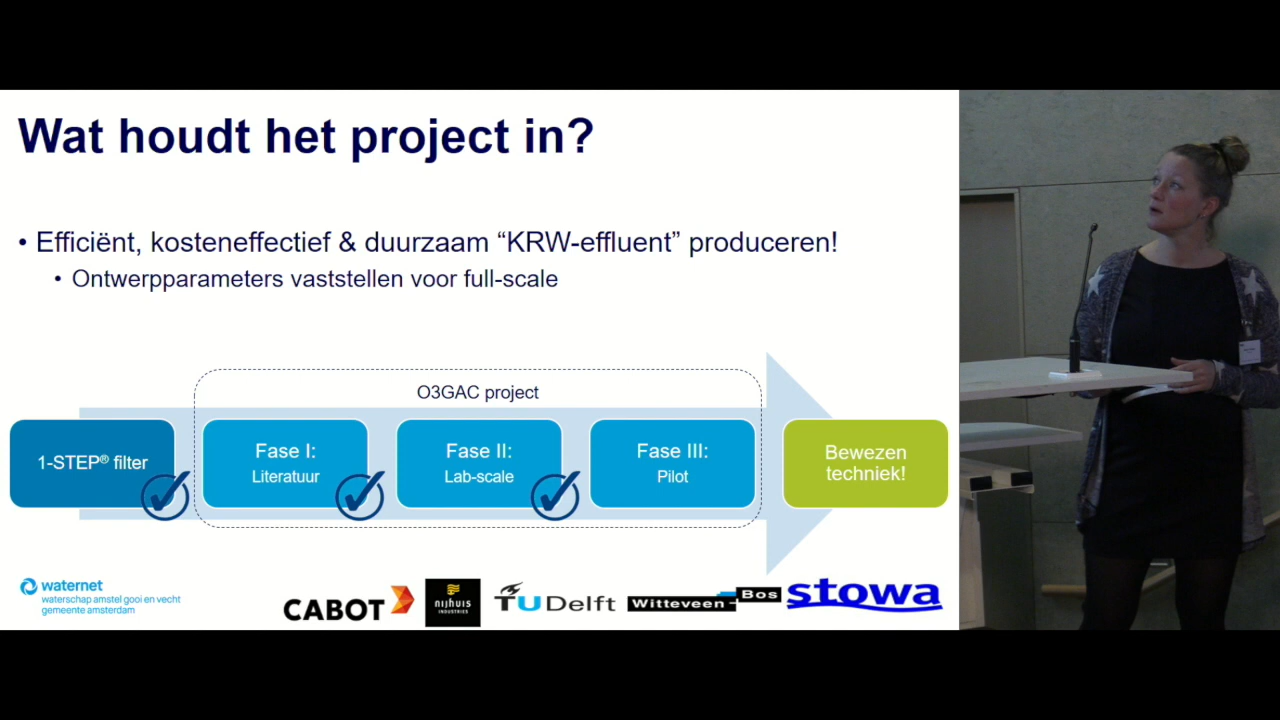 Wat houdt het project in?
• Efficiënt, kosteneffectief & duurzaam “KRW-effluent” produceren!
• Ontwerpparameters vaststellen voor full-scale
O3GAC project
1-STEP® filter
Fase I:
Literatuur
Fase II:
Lab-scale
Fase III:
Pilot
Bewezen
techniek!
waternet
waterschap amstel gooi en vecht
gemeente amsterdam
CABOT
nijhuis
INDUSTRIES
TU Delft
Witteveen+
Bos
stowa